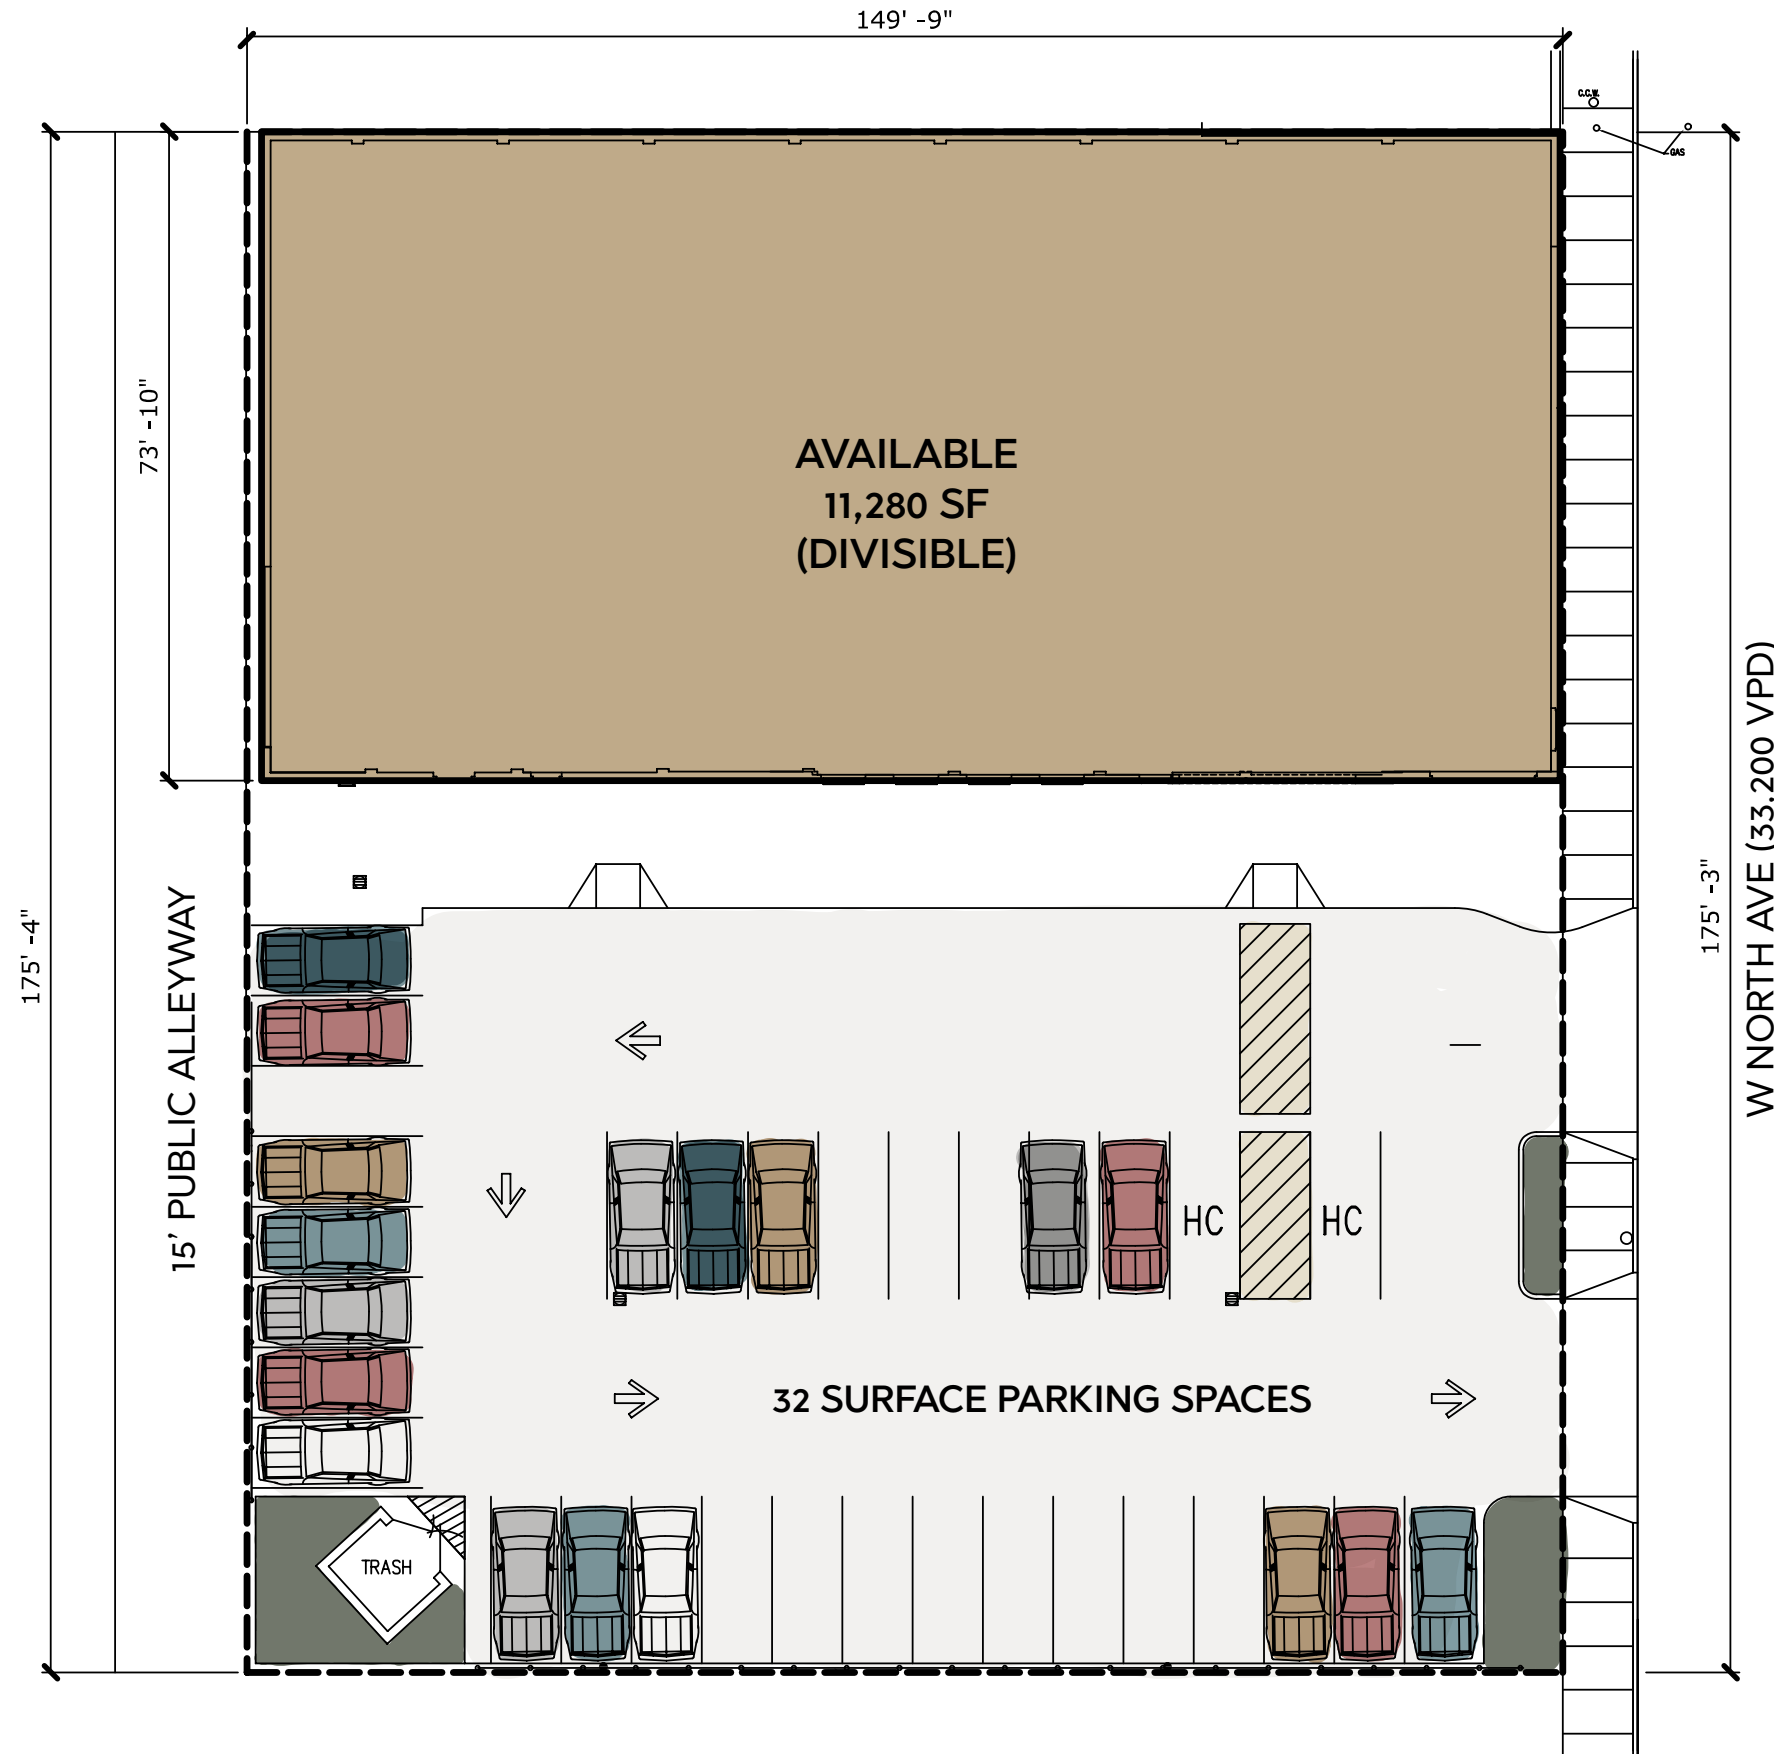 149' -9"
C.C.W.
GAS
73' -10"
AVAILABLE
11,280 SF
(DIVISIBLE)
175' -4"
15' PUBLIC ALLEYWAY
175' -3"
W NORTH AVE (33.200 VPD)
HC
HC
32 SURFACE PARKING SPACES
TRASH